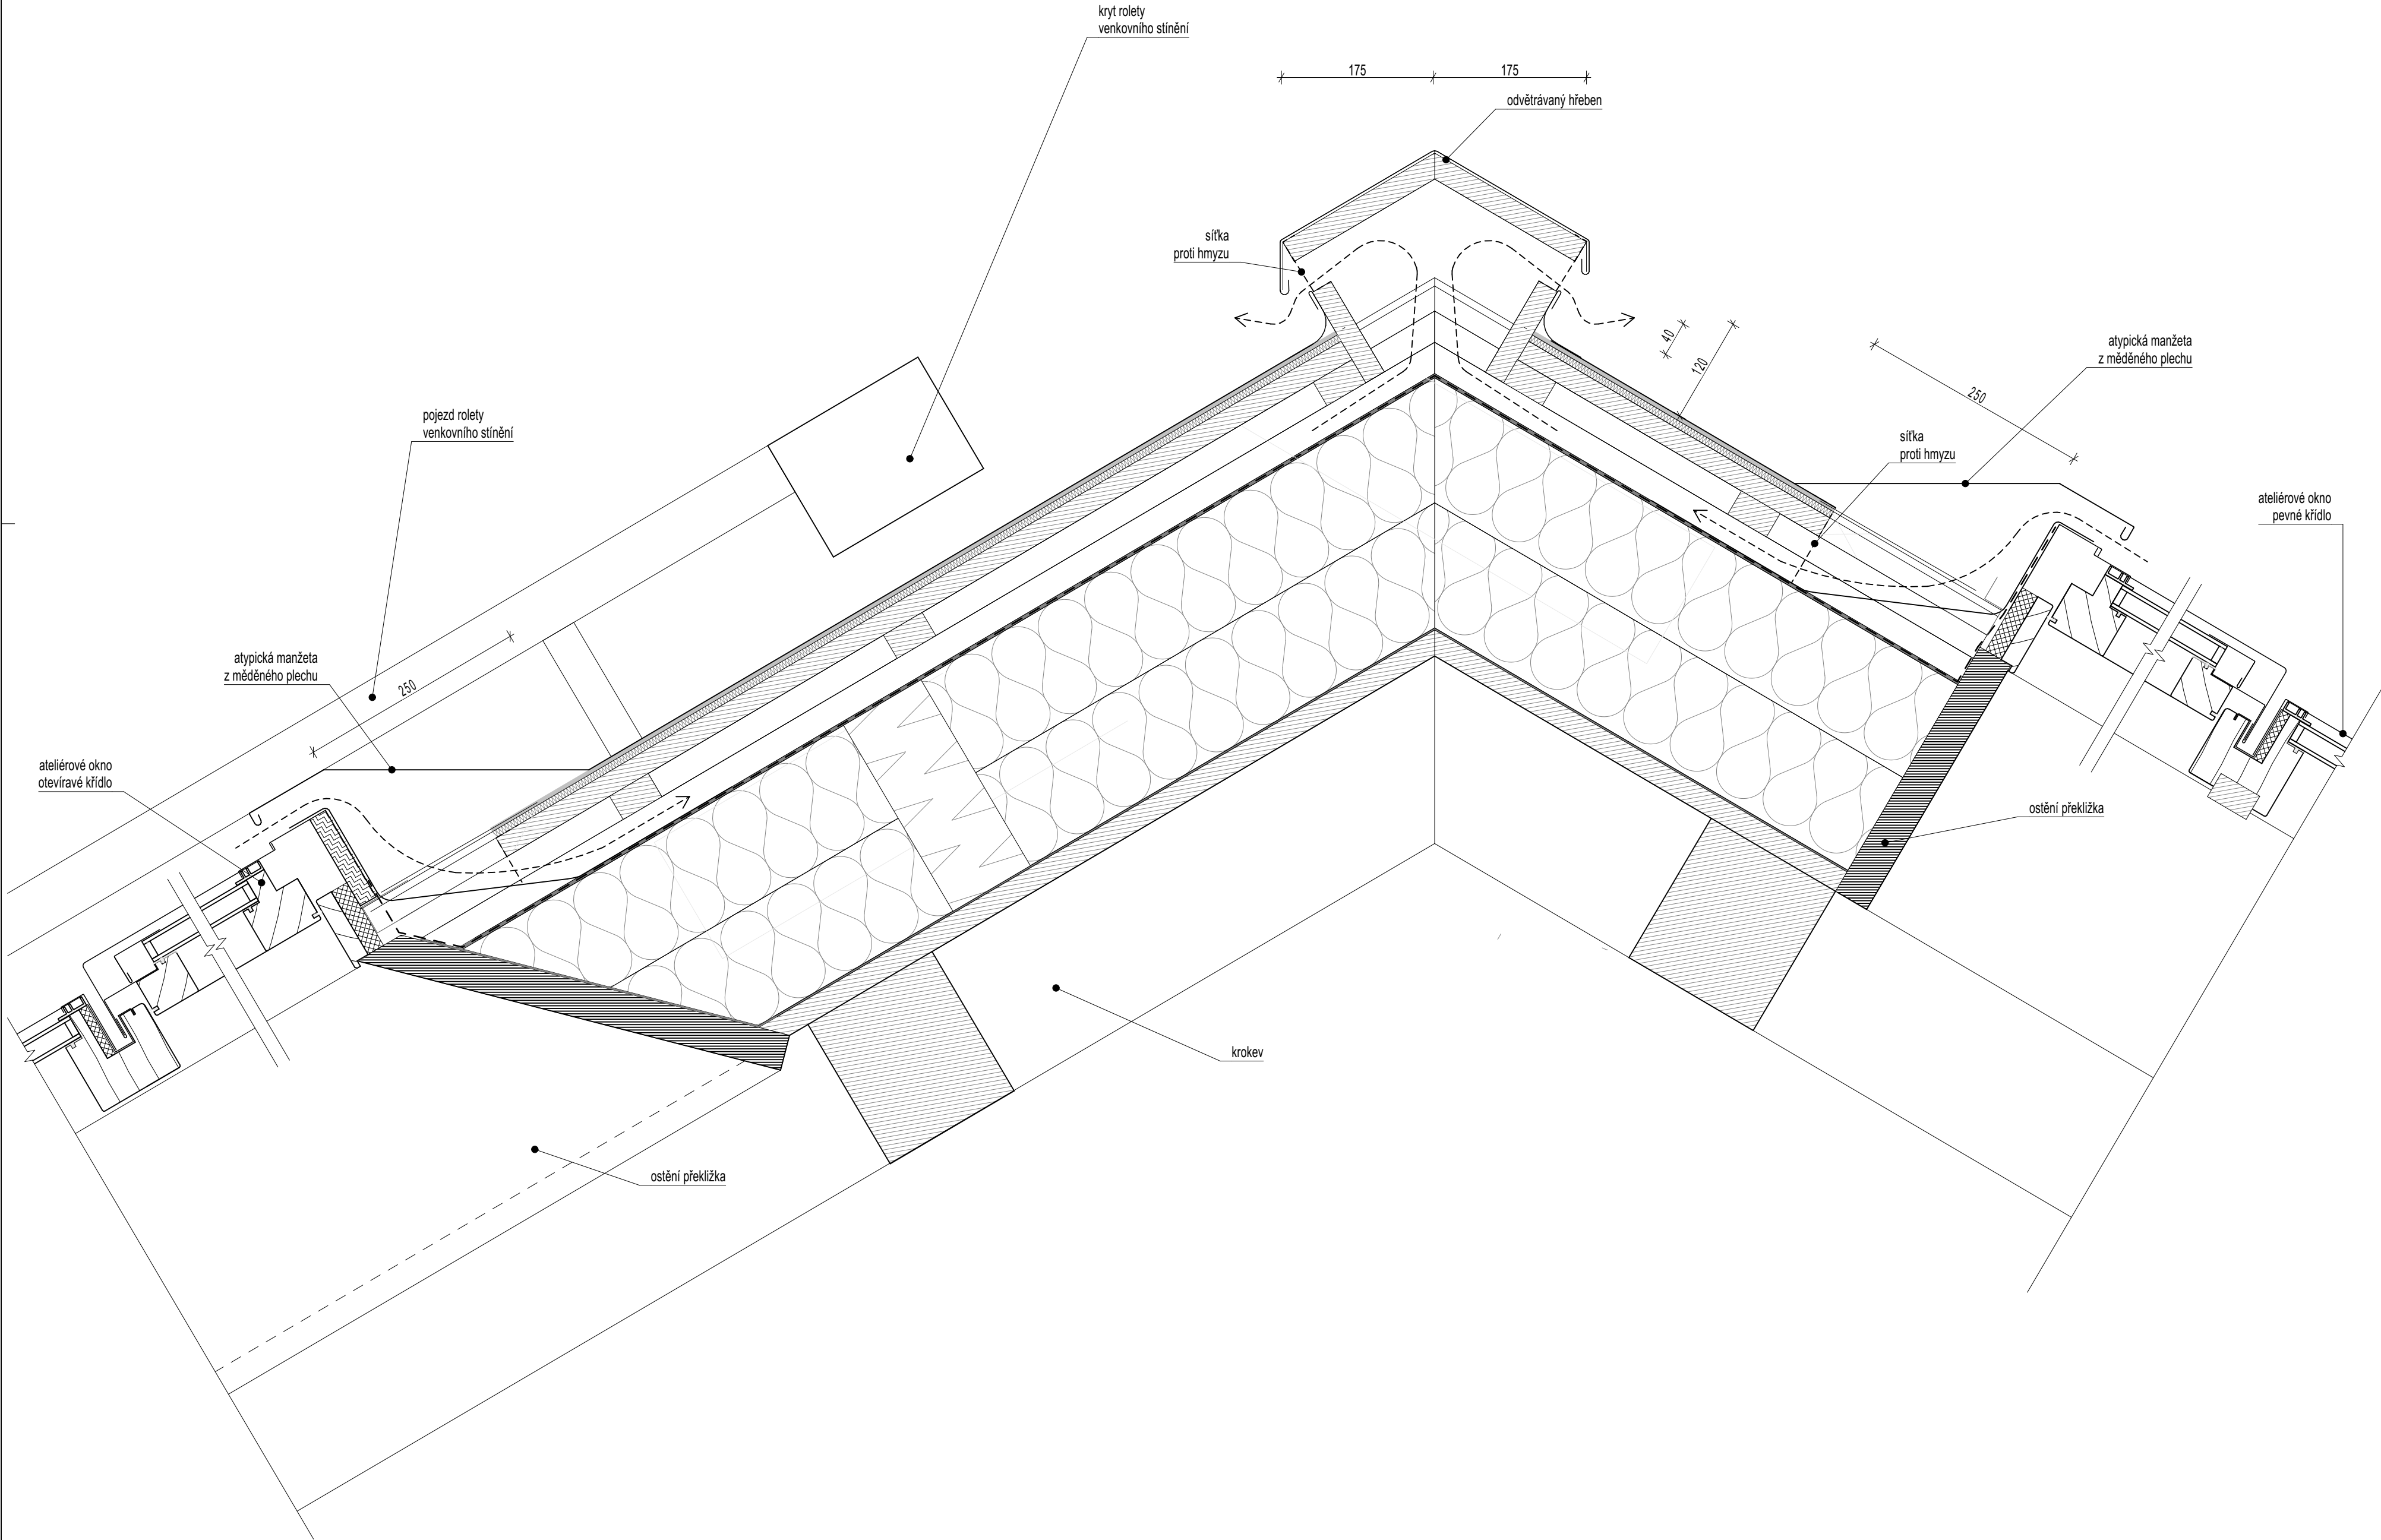 kryt rolety
venkovního stínění
175
175
odvětrávaný hřeben
síťka
proti hmyzu
40
120
250
atypická manžeta
z měděného plechu
síťka
proti hmyzu
ateliérové okno
pevné křídlo
pojezd rolety
venkovního stínění
atypická manžeta
z měděného plechu
250
ateliérové okno
otevíravé křídlo
ostění překližka
krokev
ostění překližka